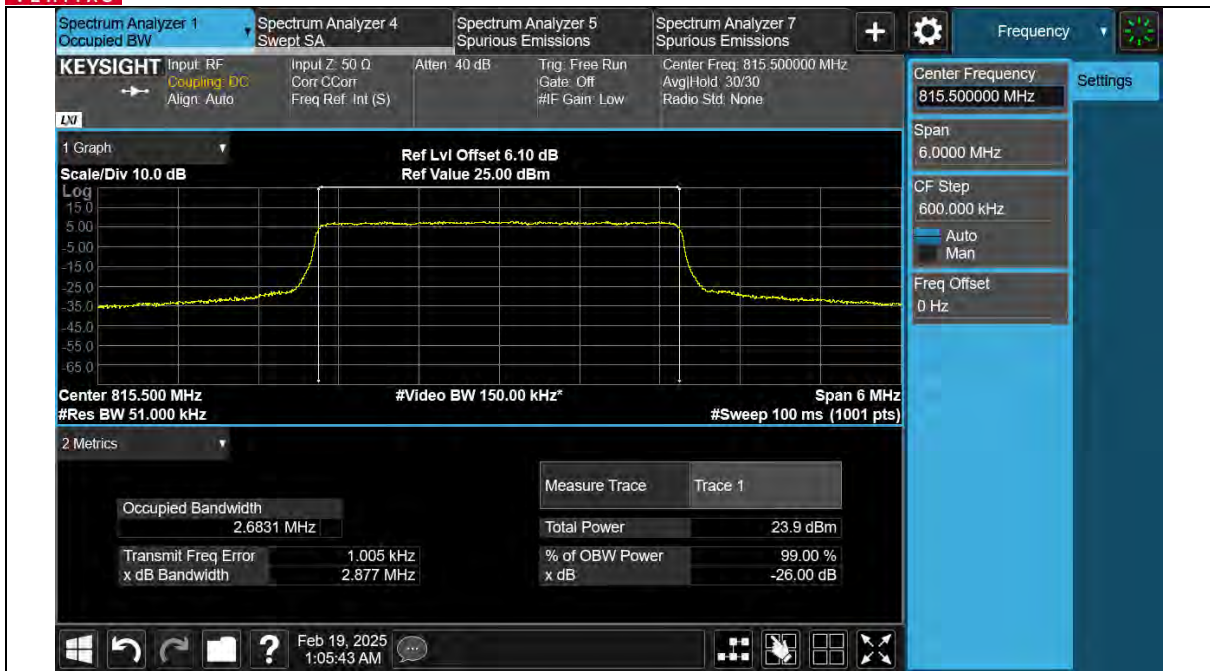 Spectrum Analyzer 1
Occupied BW
Spectrum Analyzer 4
Swept SA
Spectrum Analyzer 5
Spurious Emissions
Spectrum Analyzer 7
Spurious Emissions
+
Frequency
KEYSIGHT
LXI
Input: RF
Coupling: DC
Align: Auto
Input Z: 50 Ω
Corr CCorr
Freq Ref: Int (S)
Atten: 40 dB
Trig: Free Run
Gate: Off
#IF Gain: Low
Center Freq: 815.500000 MHz
Avg|Hold: 30/30
Radio Std: None
Center Frequency
815.500000 MHz
Settings
Span
6.0000 MHz
CF Step
600.000 kHz
Auto
Man
Freq Offset
0 Hz
1 Graph
Scale/Div 10.0 dB
Ref Lvl Offset 6.10 dB
Ref Value 25.00 dBm
Log
15.0
5.00
-5.00
-15.0
-25.0
-35.0
-45.0
-55.0
-65.0
Center 815.500 MHz
#Video BW 150.00 kHz*
Span 6 MHz
#Res BW 51.000 kHz
#Sweep 100 ms (1001 pts)
2 Metrics
Measure Trace Trace 1
Occupied Bandwidth
2.6831 MHz
Total Power 23.9 dBm
Transmit Freq Error 1.005 kHz
% of OBW Power 99.00 %
x dB Bandwidth 2.877 MHz
x dB -26.00 dB
?
Feb 19, 2025
1:05:43 AM